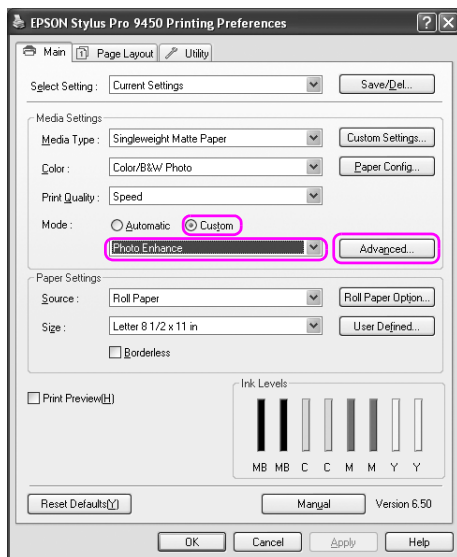 EPSON Stylus Pro 9450 Printing Preferences
Main Page Layout Utility
Select Setting : Current Settings Save/Del...
Media Settings
Media Type : Singleweight Matte Paper Custom Settings...
Color : Color/B&W Photo Paper Config...
Print Quality : Speed
Mode : Automatic Custom
Photo Enhance Advanced...
Paper Settings
Source : Roll Paper Roll Paper Option...
Size : Letter 8 1/2 x 11 in User Defined...
Borderless
Print Preview(H)
Ink Levels
MB MB C C M M Y Y
Reset Defaults(Y) Manual Version 6.50
OK Cancel Apply Help